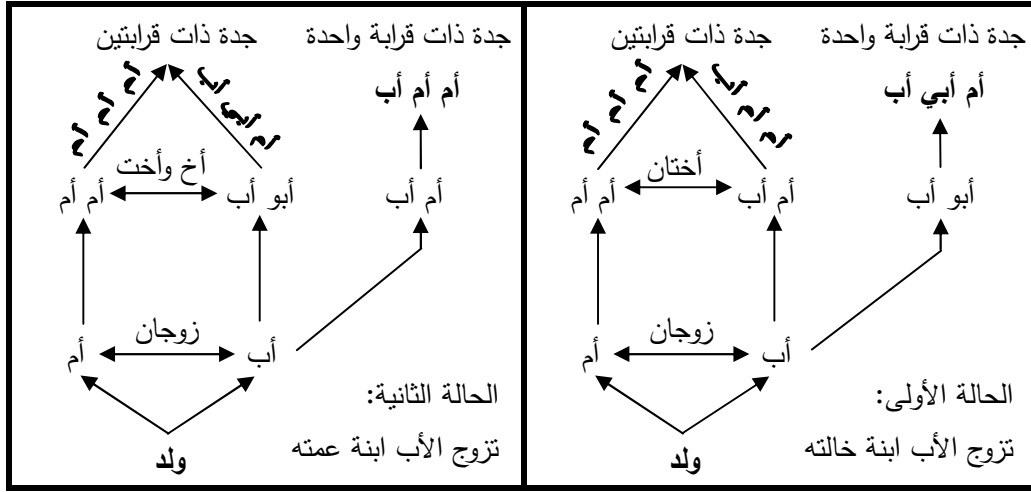 جدة ذات قرابة واحدة
جدة ذات قرابتين
أم أبي أب
أم أم أب
أم أم أم
أبو أب
أم أب
أختان
أم أم
زوجان
أب
أم
الحالة الأولى:
تزوج الأب ابنة خالته
ولد
جدة ذات قرابة واحدة
جدة ذات قرابتين
أم أم أب
أم ابي اب
أم أم أم
أم أب
أبو أب
أخ وأخت
أم أم
زوجان
أب
أم
الحالة الثانية:
تزوج الأب ابنة عمته
ولد